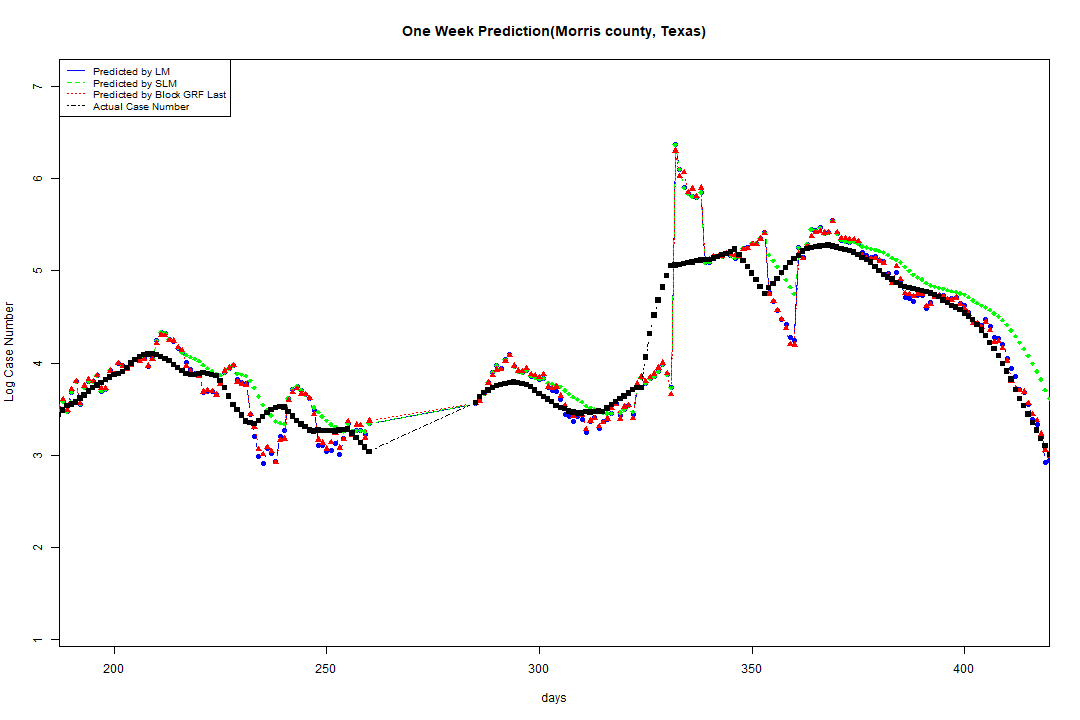 One Week Prediction(Morris county, Texas)
Predicted by LM
Predicted by SLM
Predicted by Block GRF Last
Actual Case Number
7
6
5
4
3
2
1
Log Case Number
200
250
300
350
400
days